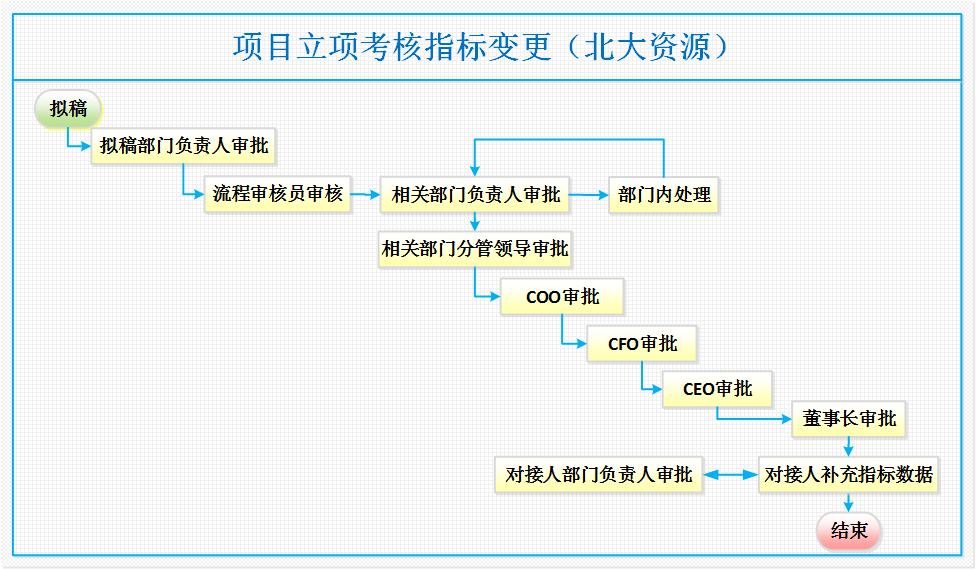 项目立项考核指标变更（北大资源）
拟稿
拟稿部门负责人审批
流程审核员审核
相关部门负责人审批
部门内处理
相关部门分管领导审批
COO审批
CFO审批
CEO审批
董事长审批
对接人部门负责人审批
对接人补充指标数据
结束